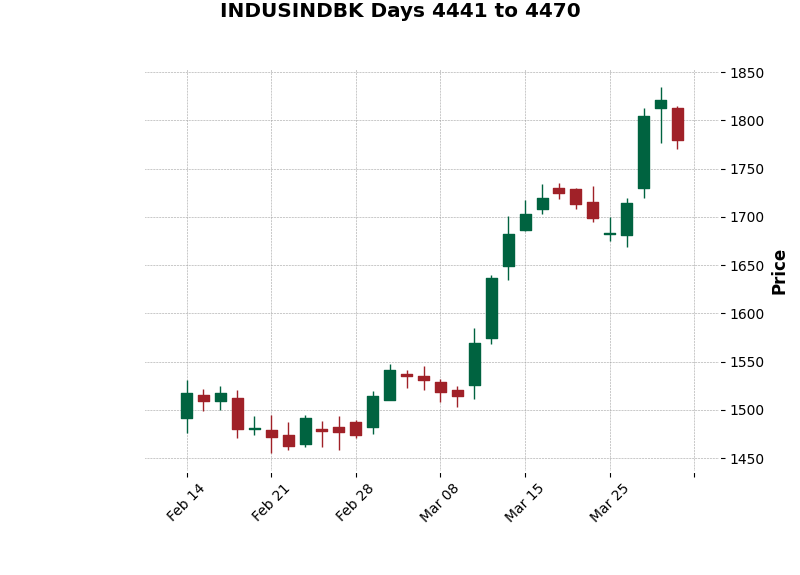 INDUSINDBK Days 4441 to 4470
1850
1800
1750
1700
1650
1600
1550
1500
1450
Price
Feb 14
Feb 21
Feb 28
Mar 08
Mar 15
Mar 25